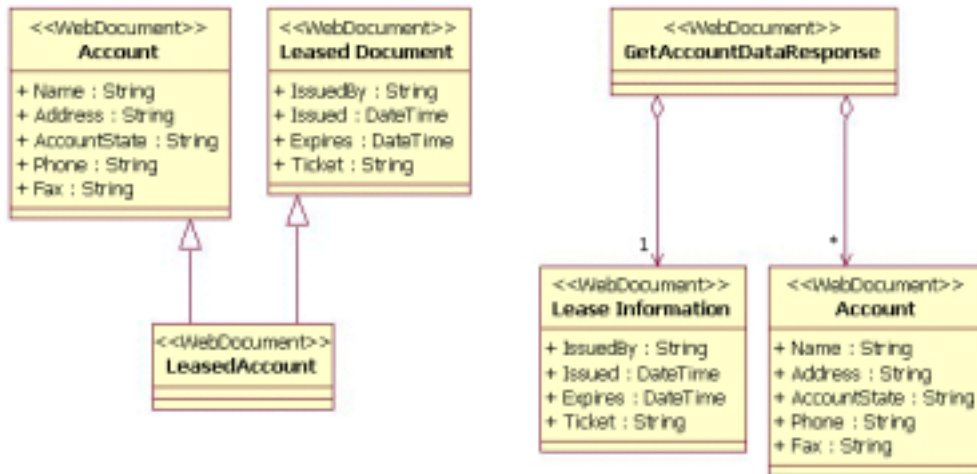 <<WebDocument>>
Account
+ Name : String
+ Address : String
+ AccountState : String
+ Phone : String
+ Fax : String
<<WebDocument>>
Leased Document
+ IssuedBy : String
+ Issued : DateTime
+ Expires : DateTime
+ Ticket : String
<<WebDocument>>
LeasedAccount
<<WebDocument>>
GetAccountDataResponse
1
*
<<WebDocument>>
Lease Information
+ IssuedBy : String
+ Issued : DateTime
+ Expires : DateTime
+ Ticket : String
<<WebDocument>>
Account
+ Name : String
+ Address : String
+ AccountState : String
+ Phone : String
+ Fax : String